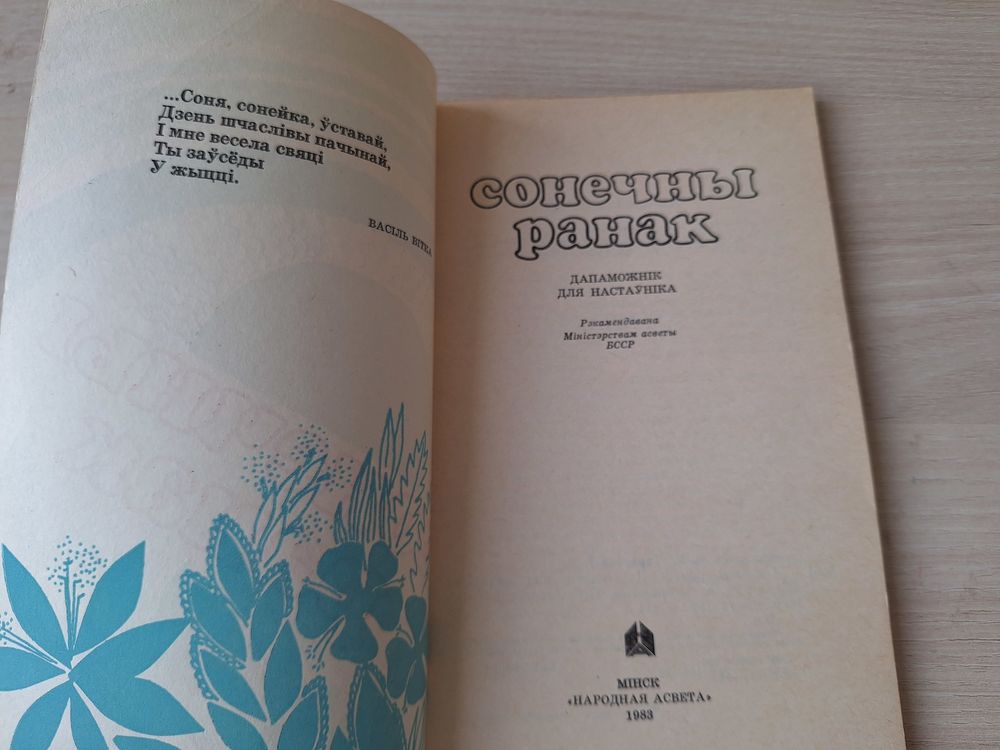 ...Соня, сонейка, ўставай,
Дзень шчаслівы пачынай,
І мне весела свяці
Ты заўсёды
У жыцці.
ВАСІЛЬ ВІТКА
сонечны
ранак
ДАПАМОЖНІК
ДЛЯ НАСТАЎНІКА
Рэкамендавана
Міністэрствам асветы
БССР
МІНСК
«НАРОДНАЯ АСВЕТА»
1983